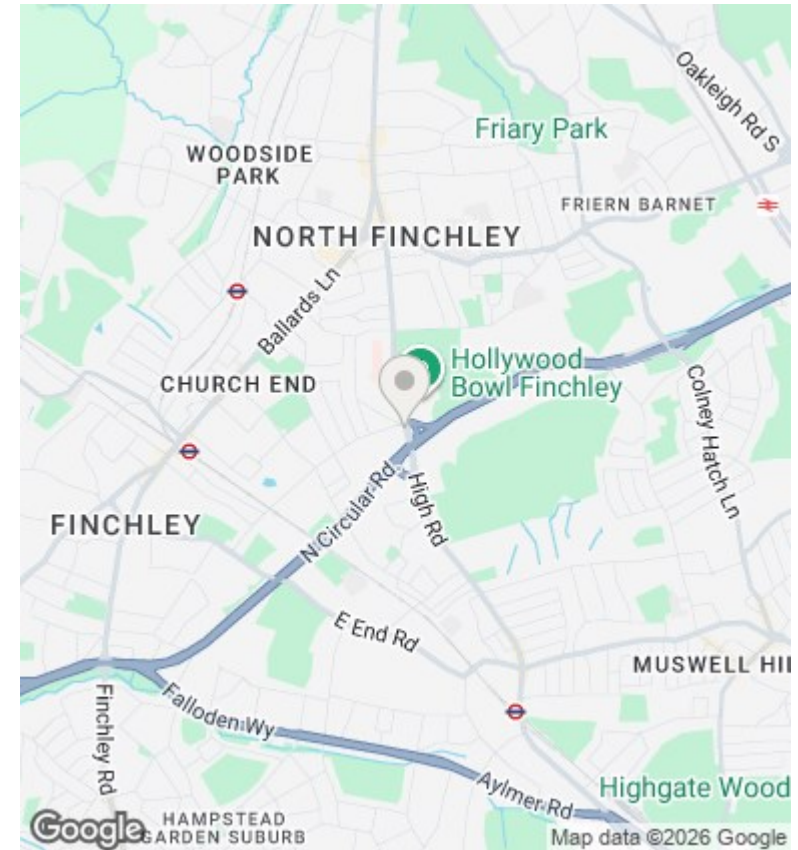 Oakleigh Rd S
Friary Park
WOODSIDE
PARK
FRIERN BARNET
NORTH FINCHLEY
Ballards Ln
Hollywood
Bowl Finchley
CHURCH END
Colney Hatch Ln
N Circular Rd
High Rd
FINCHLEY
E End Rd
MUSWELL HIL
Finchley Rd
Falloden Wy
Aylmer Rd
Highgate Wood
Google
HAMPSTEAD
GARDEN SUBURB
Map data ©2026 Google